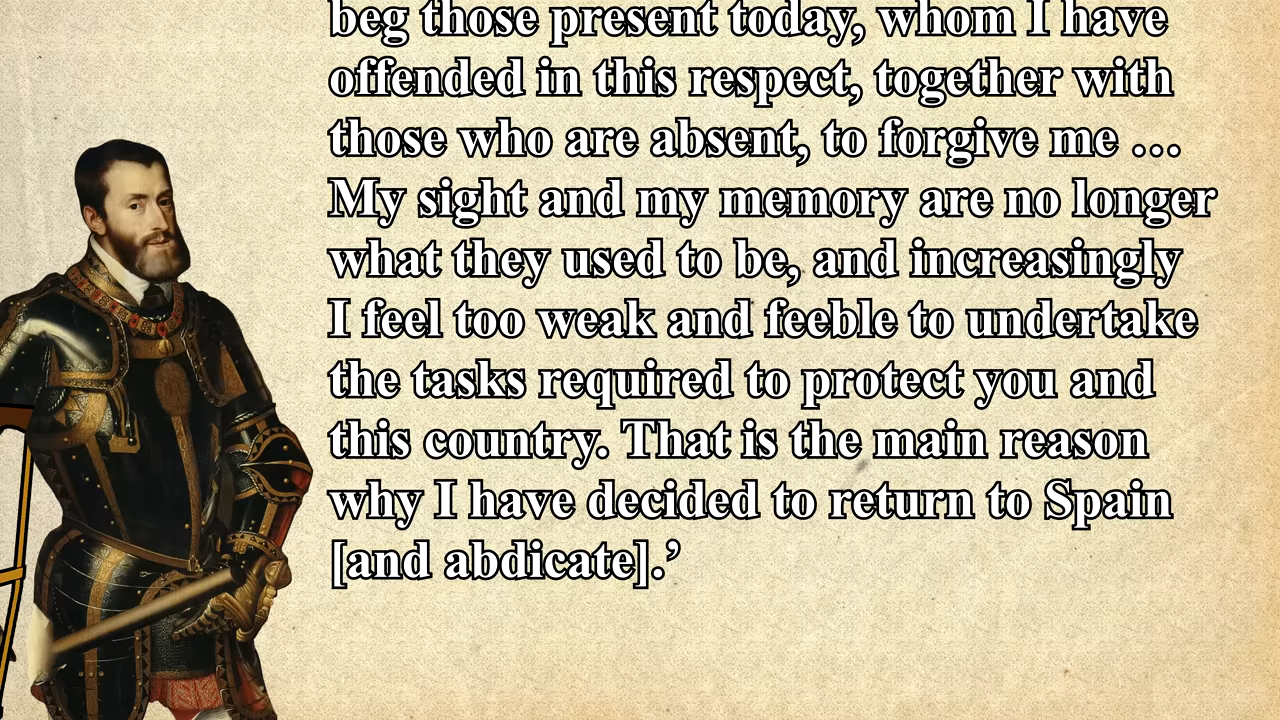 beg those present today, whom I have
offended in this respect, together with
those who are absent, to forgive me …
My sight and my memory are no longer
what they used to be, and increasingly
I feel too weak and feeble to undertake
the tasks required to protect you and
this country. That is the main reason
why I have decided to return to Spain
[and abdicate].’